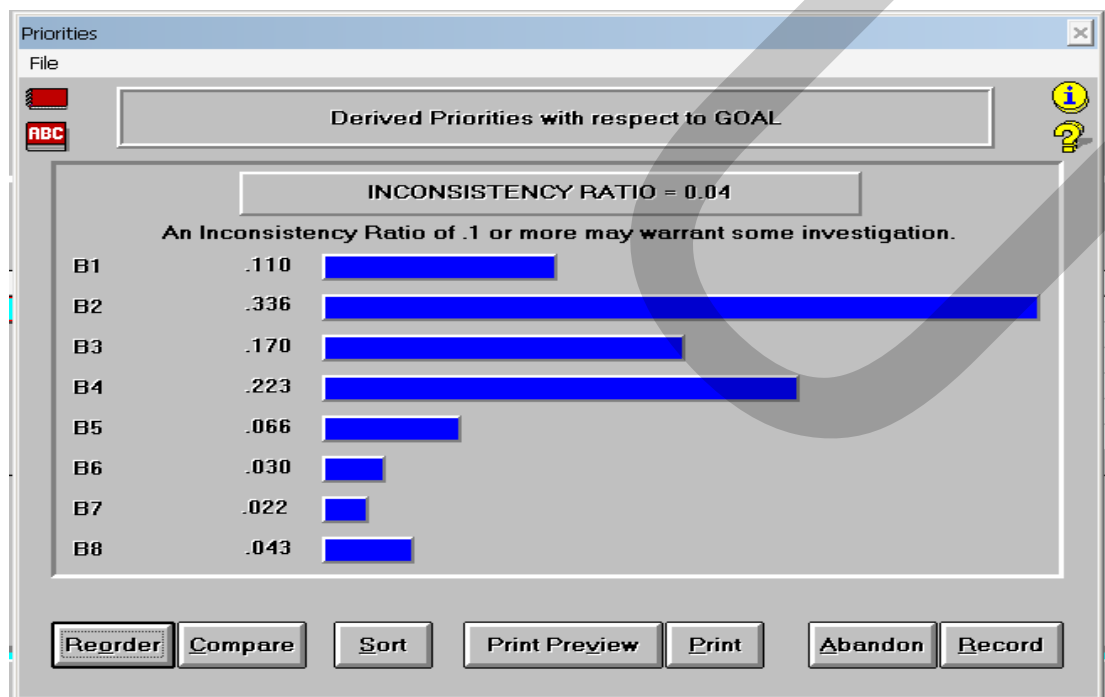 Priorities
File
ABC
Derived Priorities with respect to GOAL
i
?
INCONSISTENCY RATIO = 0.04
An Inconsistency Ratio of .1 or more may warrant some investigation.
B1 .110
B2 .336
B3 .170
B4 .223
B5 .066
B6 .030
B7 .022
B8 .043
Reorder Compare Sort Print Preview Print Abandon Record